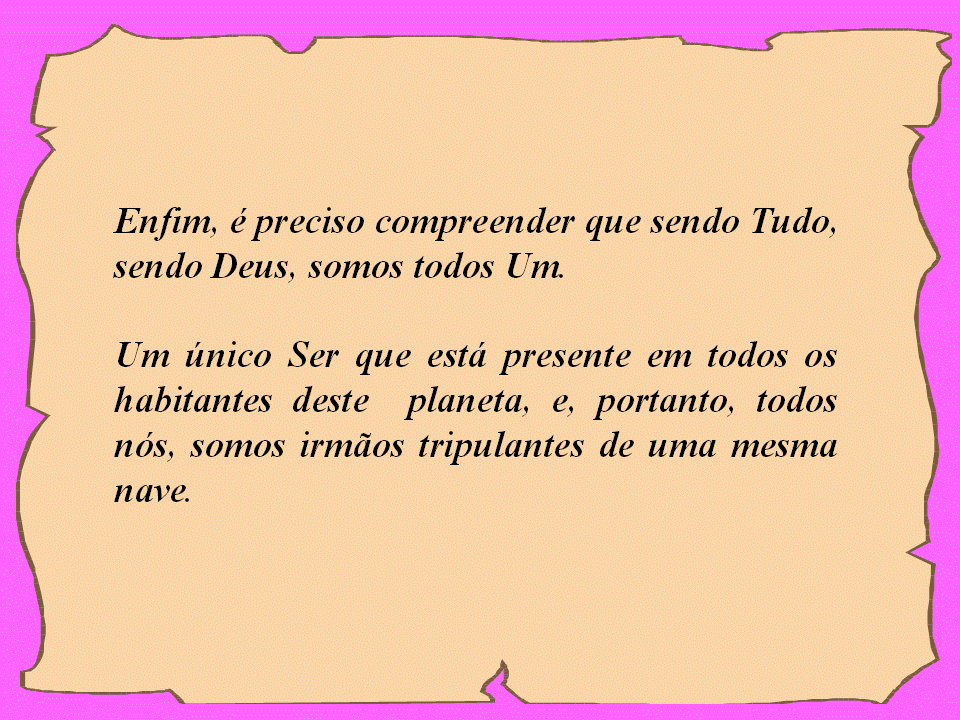 Enfim, é preciso compreender que sendo Tudo,
sendo Deus, somos todos Um.
Um único Ser que está presente em todos os
habitantes deste planeta, e, portanto, todos
nós, somos irmãos tripulantes de uma mesma
nave.